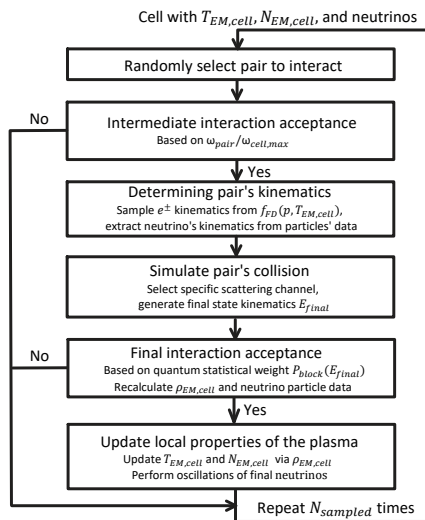 Cell with T_{EM,cell}, N_{EM,cell}, and neutrinos
Randomly select pair to interact
No
Intermediate interaction acceptance
Based on ω_{pair}/ω_{cell,max}
Yes
Determining pair's kinematics
Sample e^± kinematics from f_{FD}(p, T_{EM,cell}),
extract neutrino's kinematics from particles' data
Simulate pair's collision
Select specific scattering channel,
generate final state kinematics E_{final}
No
Final interaction acceptance
Based on quantum statistical weight P_{block}(E_{final})
Recalculate ρ_{EM,cell} and neutrino particle data
Yes
Update local properties of the plasma
Update T_{EM,cell} and N_{EM,cell} via ρ_{EM,cell}
Perform oscillations of final neutrinos
Repeat N_{sampled} times